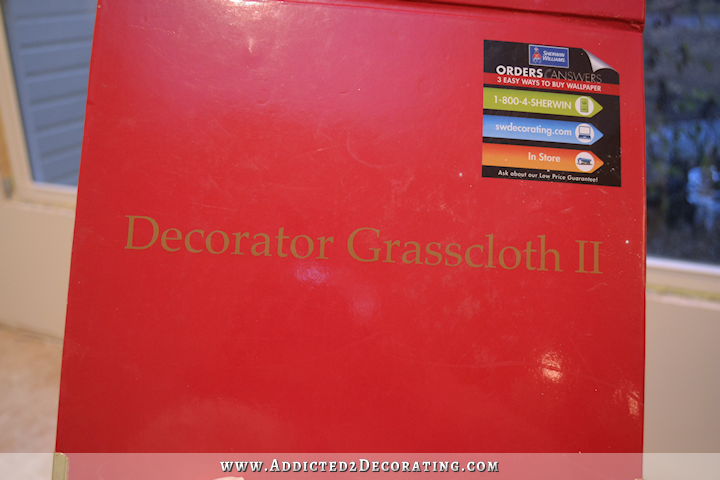 SHERWIN
WILLIAMS
ORDERS&ANSWERS
3 EASY WAYS TO BUY WALLPAPER
1-800-4-SHERWIN
swdecorating.com
In Store
Ask about our Low Price Guarantee!
Decorator Grasscloth II
www.Addicted2Decorating.com